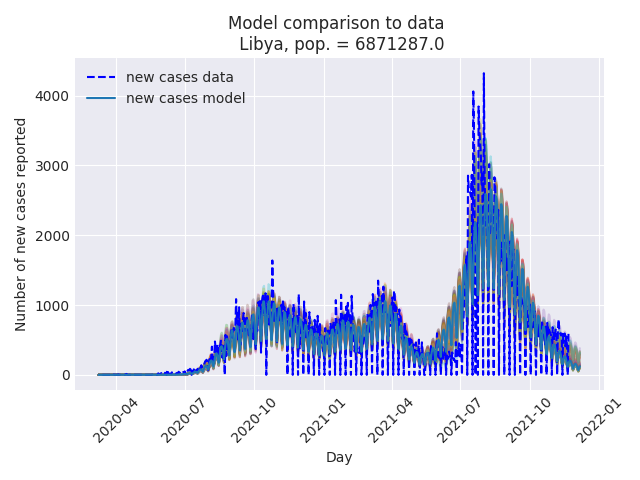 Model comparison to data
Libya, pop. = 6871287.0
new cases data
new cases model
Number of new cases reported
4000
3000
2000
1000
0
2020-04
2020-07
2020-10
2021-01
2021-04
2021-07
2021-10
2022-01
Day